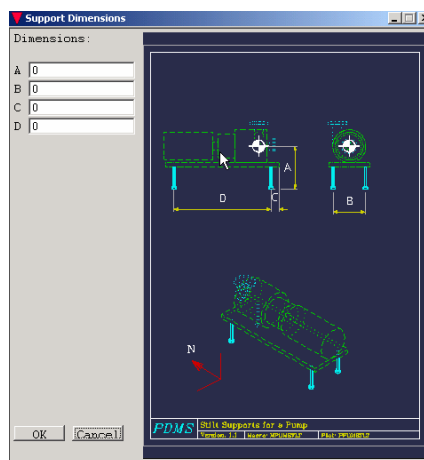 Support Dimensions
Dimensions:
A 0
B 0
C 0
D 0
A
D
C
B
N
PDMS
Stilt Supports for a Pump
Version. 1.1
OK
Cancel